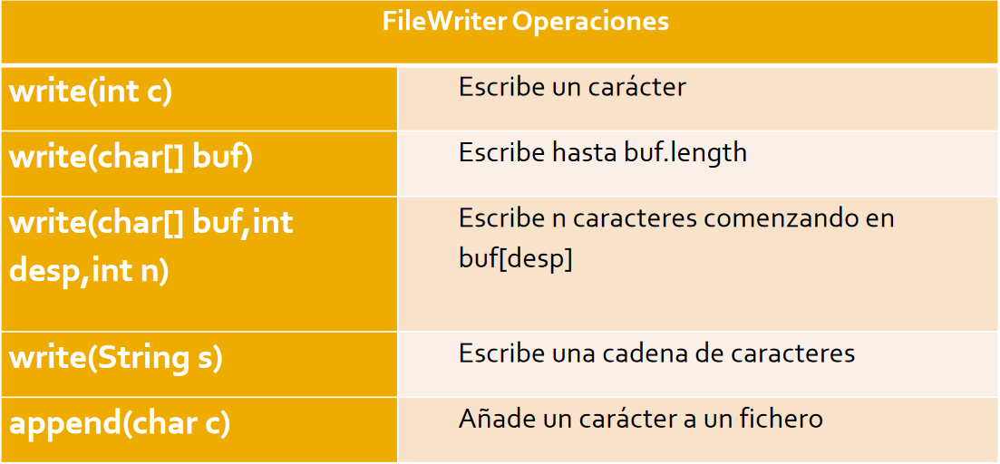 FileWriter Operaciones
write(int c)
Escribe un carácter
write(char[] buf)
Escribe hasta buf.length
write(char[] buf,int
desp,int n)
Escribe n caracteres comenzando en
buf[desp]
write(String s)
Escribe una cadena de caracteres
append(char c)
Añade un carácter a un fichero